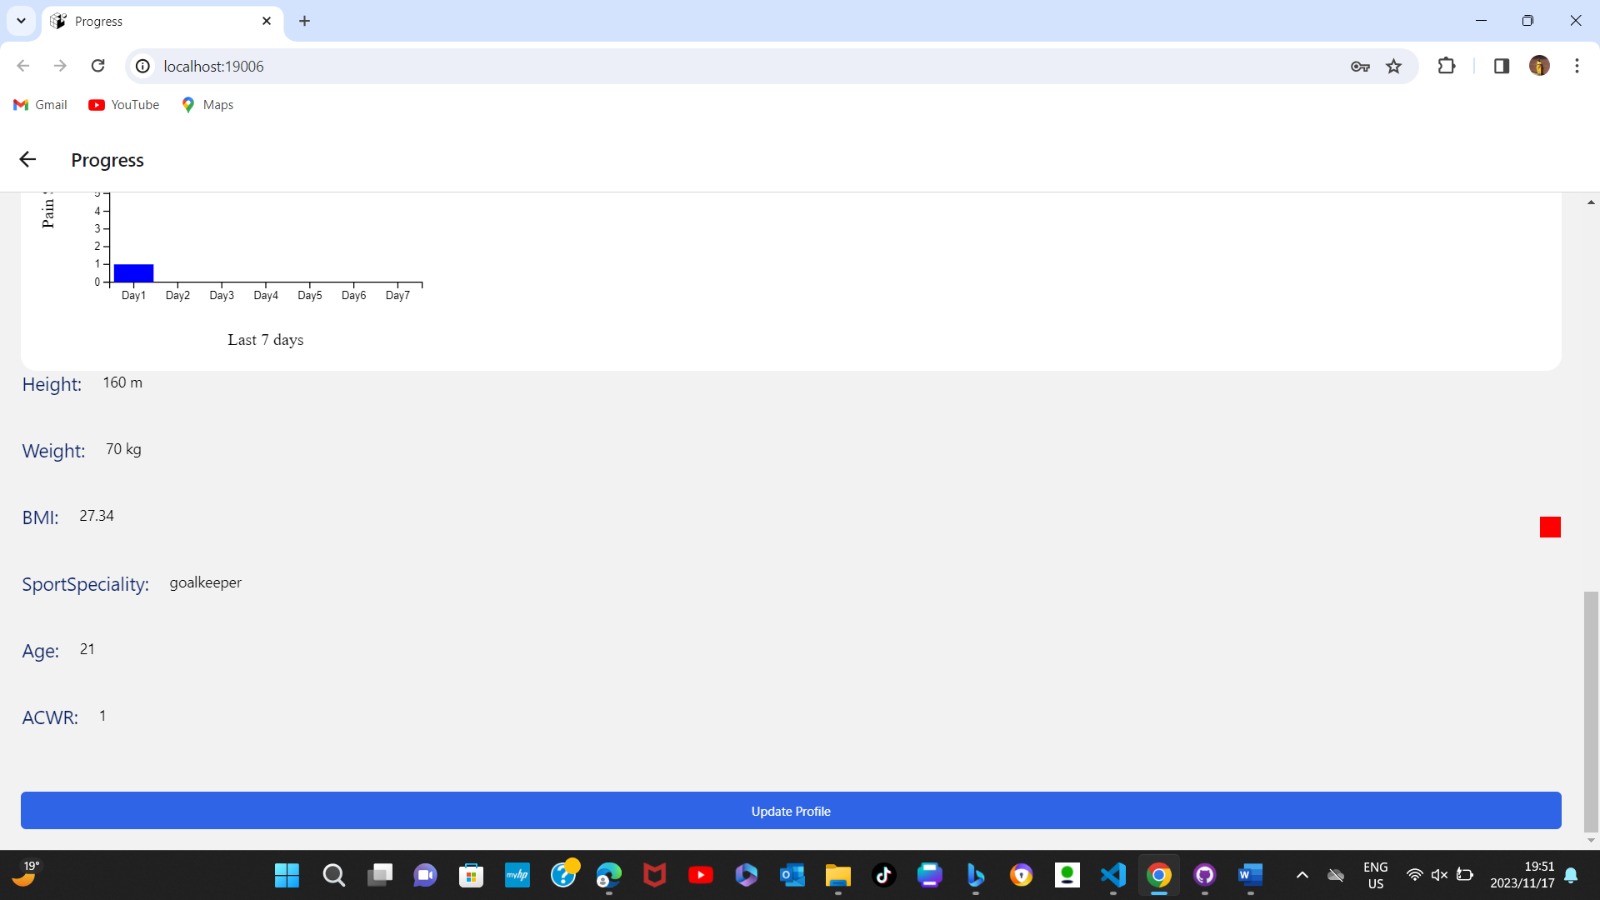 Progress
localhost:19006
Gmail YouTube Maps
Progress
Pain
5
4
3
2
1
0
Day1 Day2 Day3 Day4 Day5 Day6 Day7
Last 7 days
Height: 160 m
Weight: 70 kg
BMI: 27.34
SportSpeciality: goalkeeper
Age: 21
ACWR: 1
Update Profile
19°
myhp
ENG
US
19:51
2023/11/17